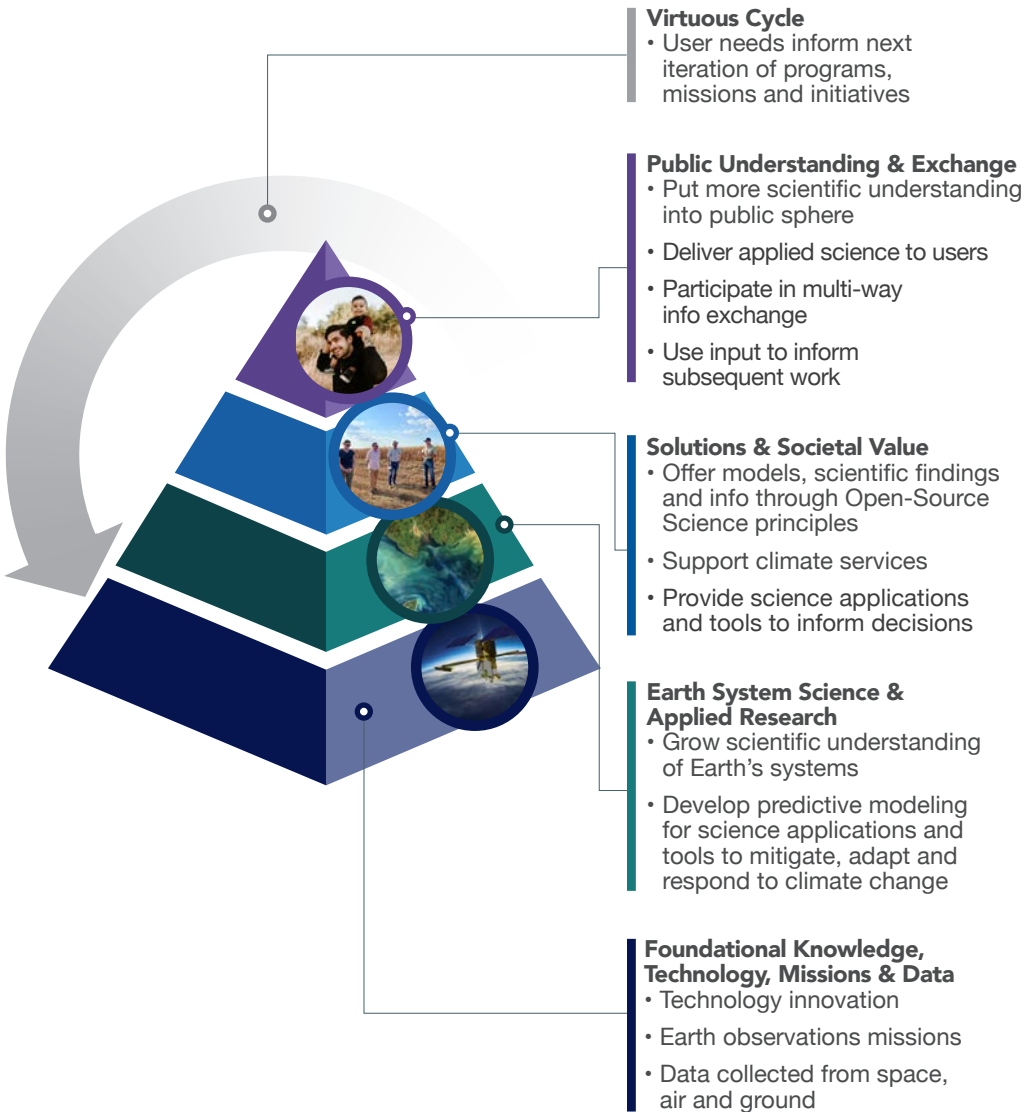 Virtuous Cycle
• User needs inform next
iteration of programs,
missions and initiatives
Public Understanding & Exchange
• Put more scientific understanding
into public sphere
• Deliver applied science to users
• Participate in multi-way
info exchange
• Use input to inform
subsequent work
Solutions & Societal Value
• Offer models, scientific findings
and info through Open-Source
Science principles
• Support climate services
• Provide science applications
and tools to inform decisions
Earth System Science &
Applied Research
• Grow scientific understanding
of Earth's systems
• Develop predictive modeling
for science applications and
tools to mitigate, adapt and
respond to climate change
Foundational Knowledge,
Technology, Missions & Data
• Technology innovation
• Earth observations missions
• Data collected from space,
air and ground